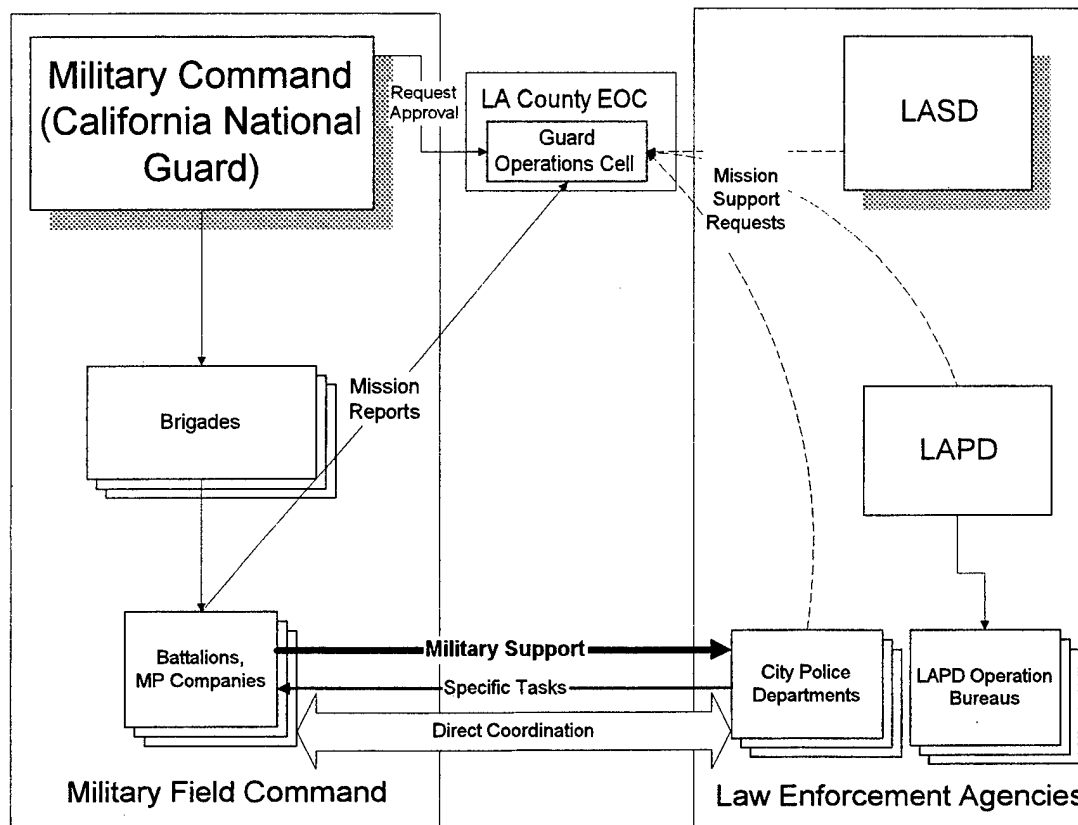 Military Command
(California National
Guard)
Request
Approval
LA County EOC
Guard
Operations Cell
LASD
Mission
Support
Requests
Brigades
Mission
Reports
LAPD
Battalions,
MP Companies
Military Support
Specific Tasks
Direct Coordination
City Police
Departments
LAPD Operation
Bureaus
Military Field Command
Law Enforcement Agencies